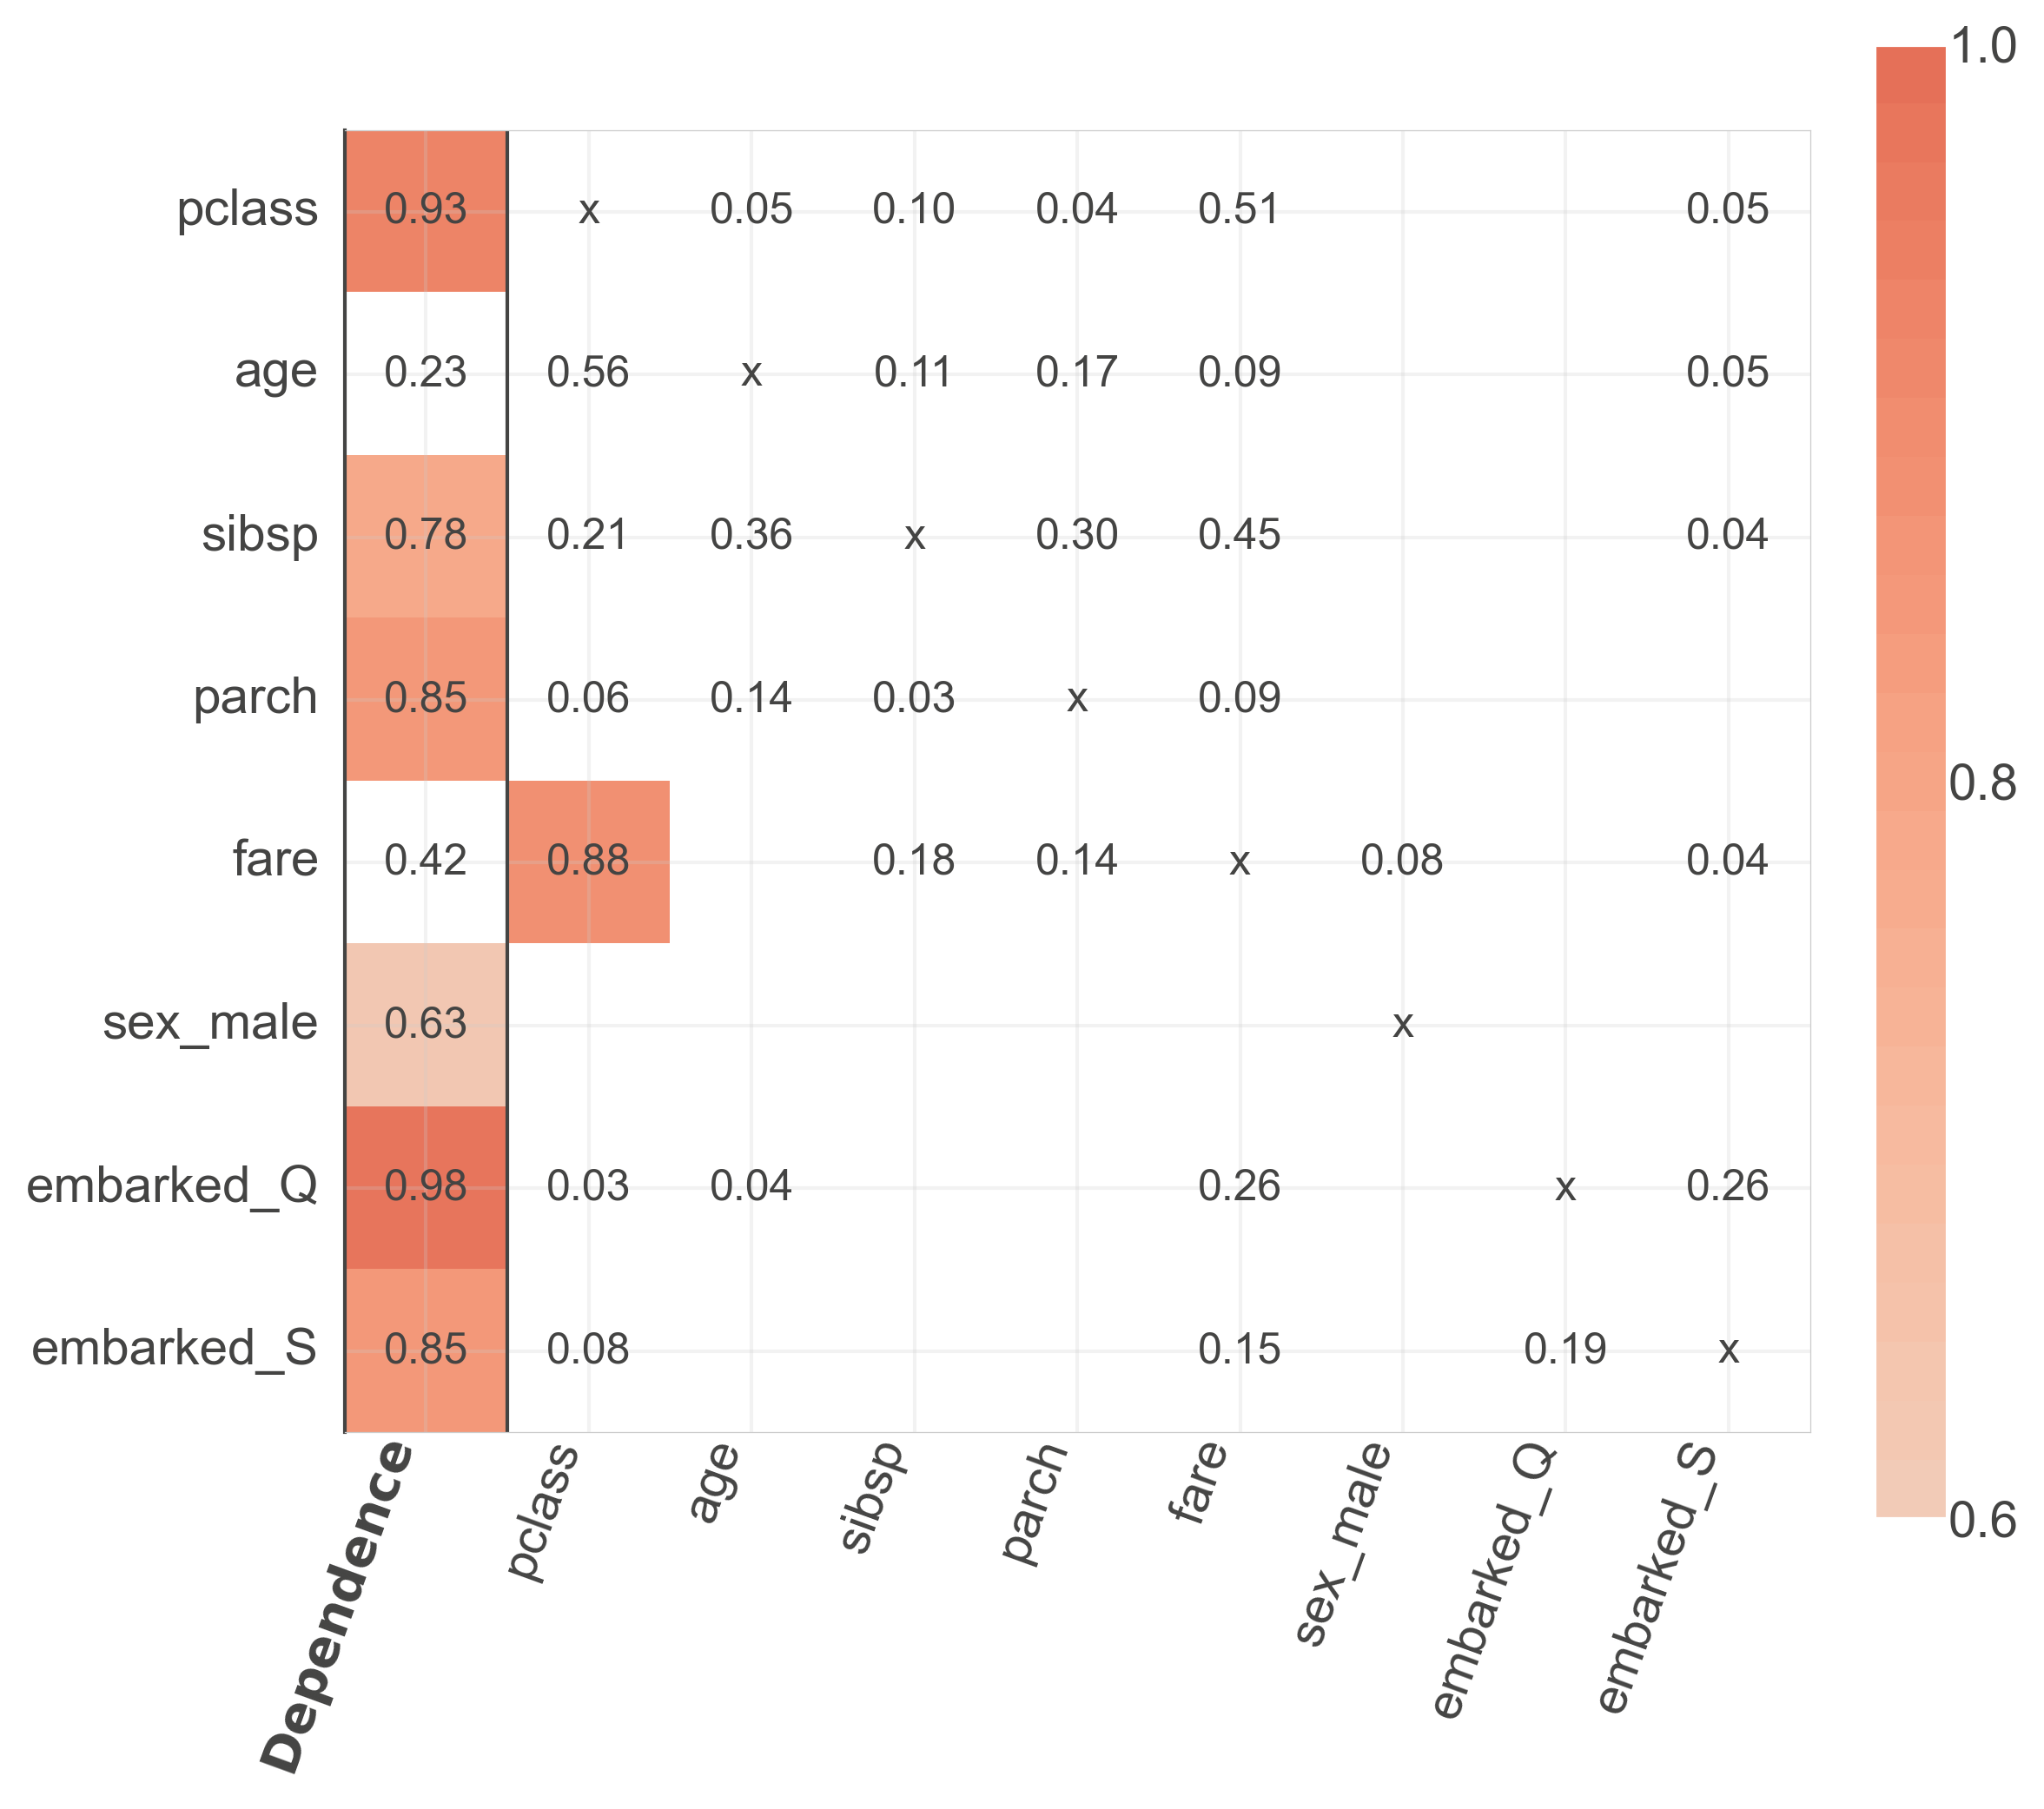 1.0
pclass 0.93 x 0.05 0.10 0.04 0.51 0.05
age 0.23 0.56 x 0.11 0.17 0.09 0.05
sibsp 0.78 0.21 0.36 x 0.30 0.45 0.04
parch 0.85 0.06 0.14 0.03 x 0.09
0.8
fare 0.42 0.88 0.18 0.14 x 0.08 0.04
sex_male 0.63 x
embarked_Q 0.98 0.03 0.04 0.26 x 0.26
embarked_S 0.85 0.08 0.15 0.19 x
0.6
Dependence pclass age sibsp parch fare sex_male embarked_Q embarked_S